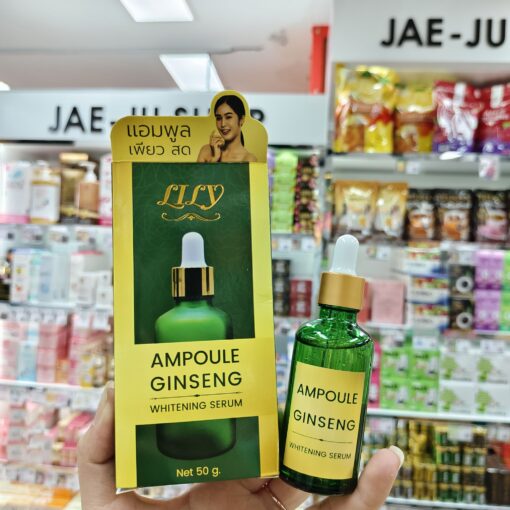 JAE-JU
JAE-JU SHOP
แอมพูล
เพียว สด
LILY
AMPOULE
GINSENG
WHITENING SERUM
Net 50 g.
AMPOULE
GINSENG
WHITENING SERUM